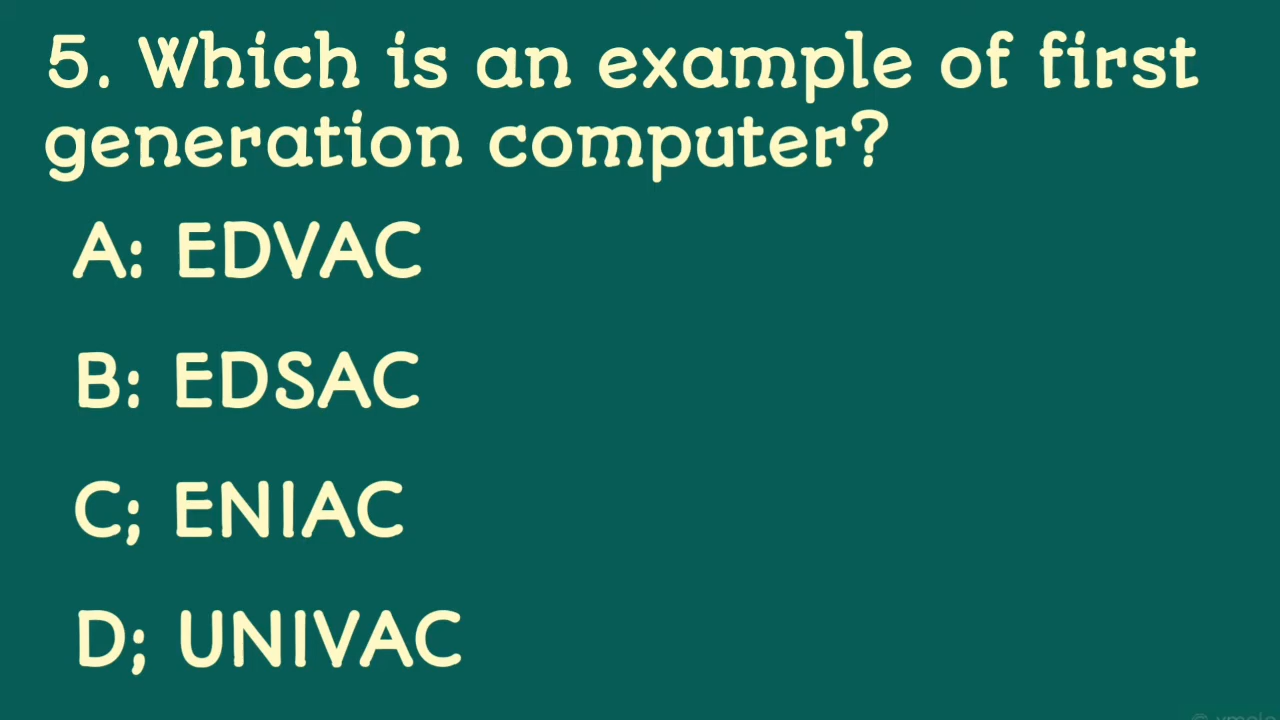 5. Which is an example of first
generation computer?
A: EDVAC
B: EDSAC
C; ENIAC
D; UNIVAC